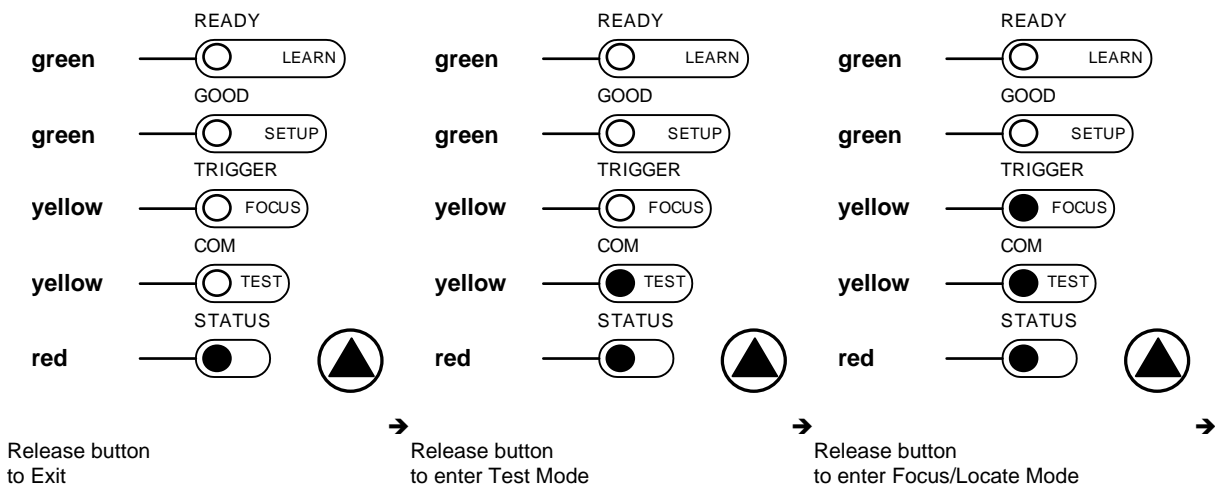 READY
green LEARN
GOOD
green SETUP
TRIGGER
yellow FOCUS
COM
yellow TEST
STATUS
red
➔
Release button
to Exit
READY
green LEARN
GOOD
green SETUP
TRIGGER
yellow FOCUS
COM
yellow TEST
STATUS
red
➔
Release button
to enter Test Mode
READY
green LEARN
GOOD
green SETUP
TRIGGER
yellow FOCUS
COM
yellow TEST
STATUS
red
➔
Release button
to enter Focus/Locate Mode